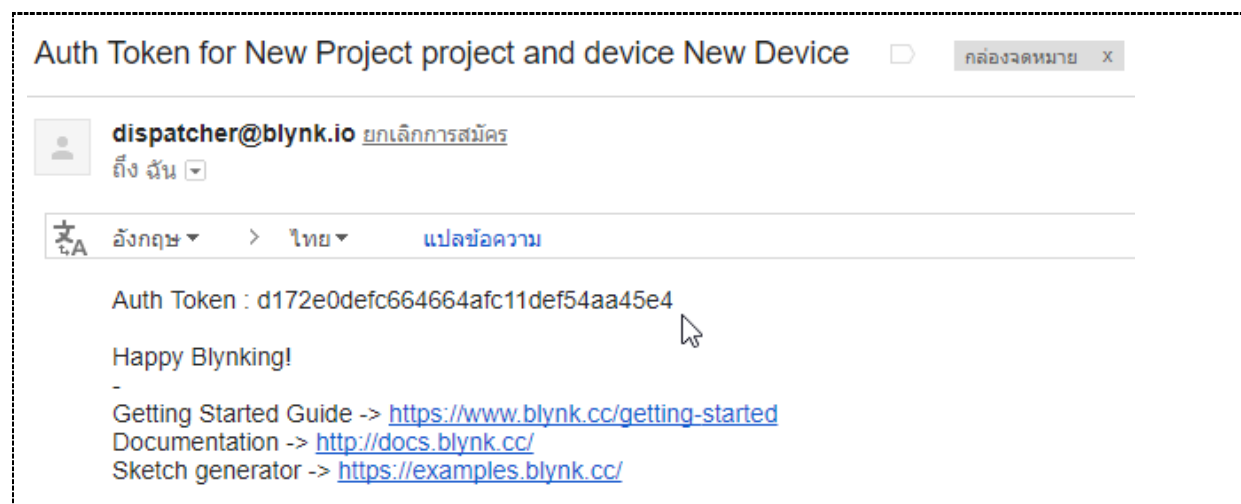 Auth Token for New Project project and device New Device กล่องจดหมาย x
dispatcher@blynk.io ยกเลิกการสมัคร
ถึง ฉัน
อังกฤษ > ไทย แปลข้อความ
Auth Token : d172e0defc664664afc11def54aa45e4
Happy Blynking!
-
Getting Started Guide -> https://www.blynk.cc/getting-started
Documentation -> http://docs.blynk.cc/
Sketch generator -> https://examples.blynk.cc/